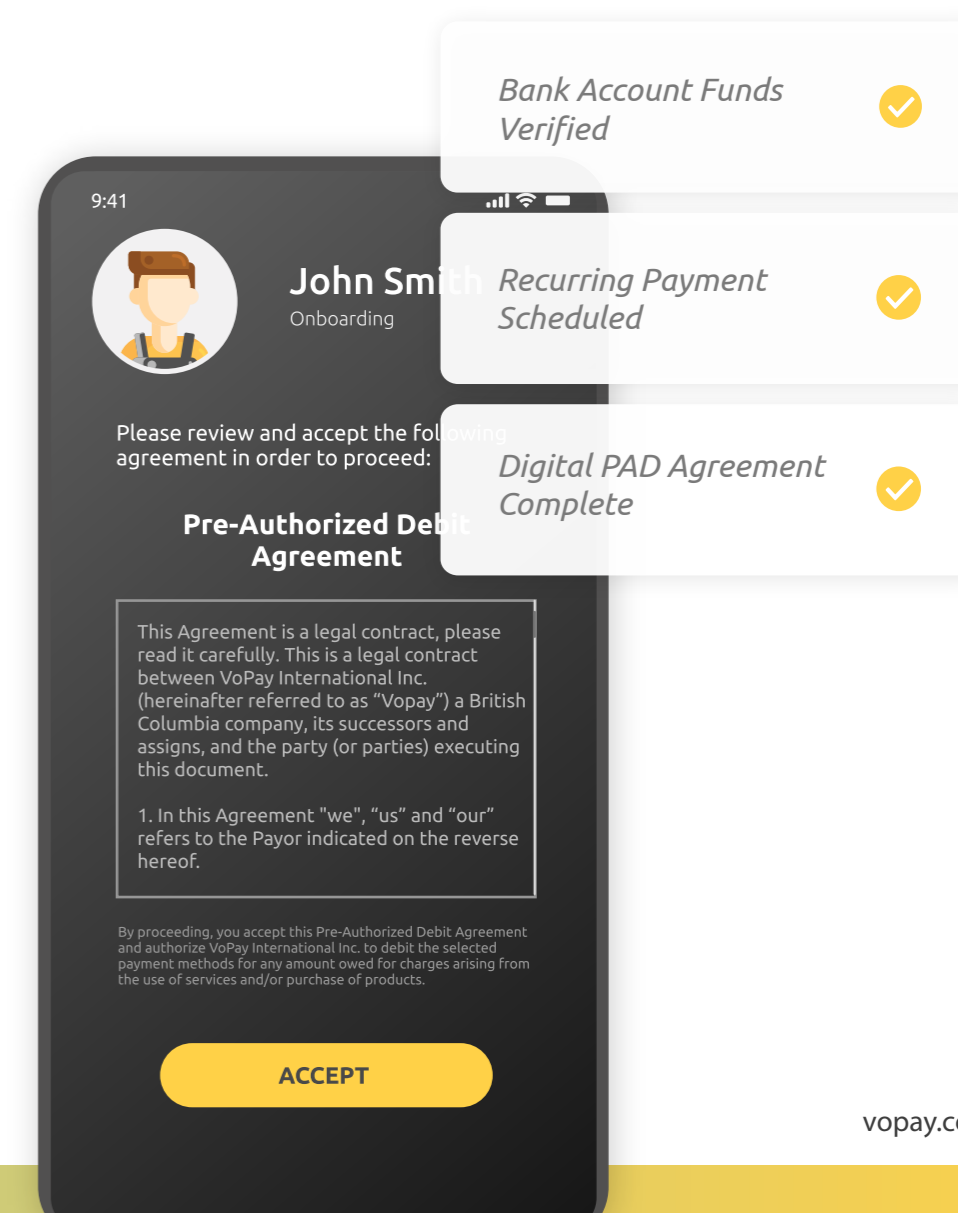 Bank Account Funds
Verified
9:41
John Smith
Onboarding
Recurring Payment
Scheduled
Please review and accept the following
agreement in order to proceed:
Digital PAD Agreement
Complete
Pre-Authorized Debit
Agreement
This Agreement is a legal contract, please
read it carefully. This is a legal contract
between VoPay International Inc.
(hereinafter referred to as “Vopay”) a British
Columbia company, its successors and
assigns, and the party (or parties) executing
this document.
1. In this Agreement "we", “us” and “our”
refers to the Payor indicated on the reverse
hereof.
By proceeding, you accept this Pre-Authorized Debit Agreement
and authorize VoPay International Inc. to debit the selected
payment methods for any amount owed for charges arising from
the use of services and/or purchase of products.
ACCEPT
vopay.co